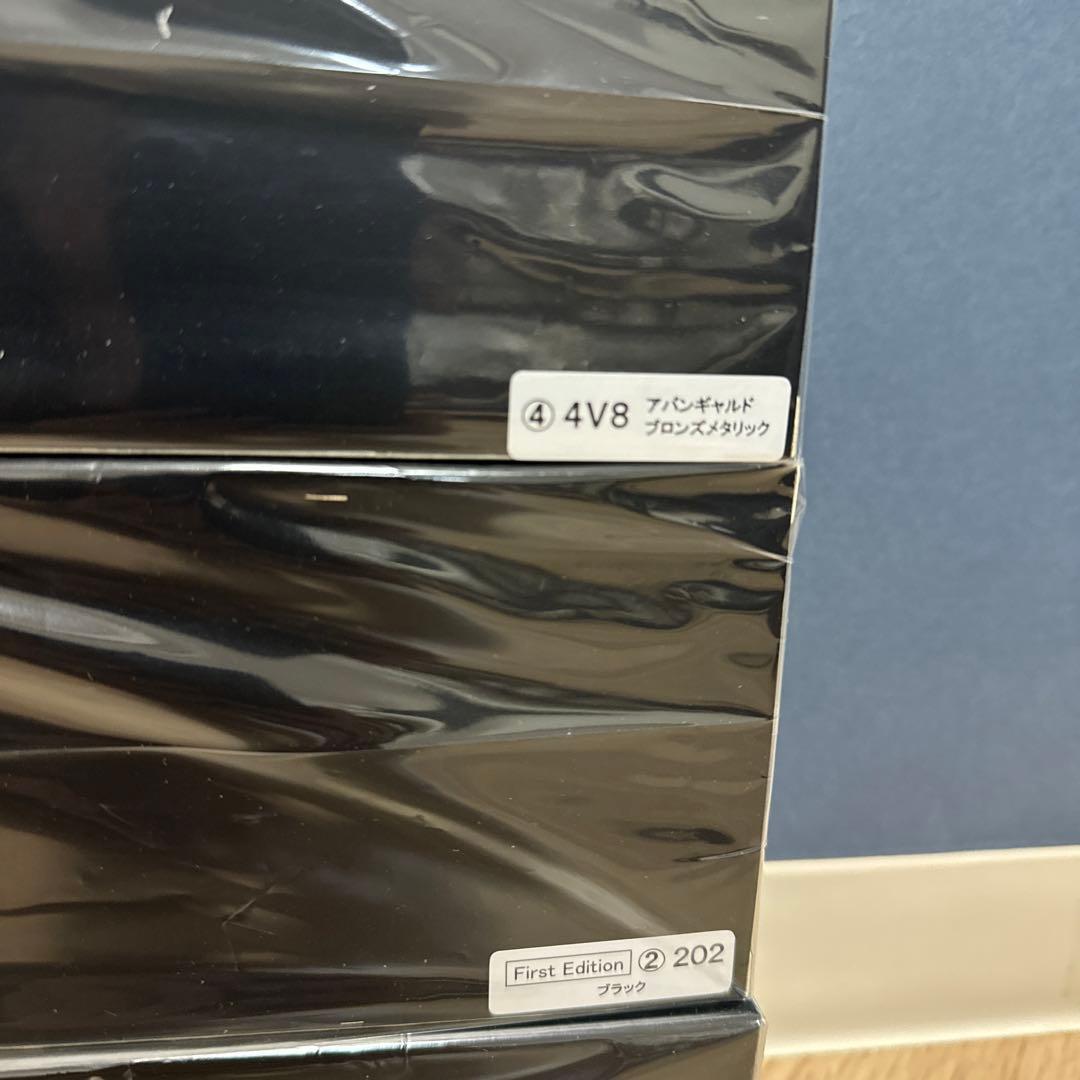 ④ 4V8 アバンギャルド
ブロンズメタリック
First Edition ② 202
ブラック